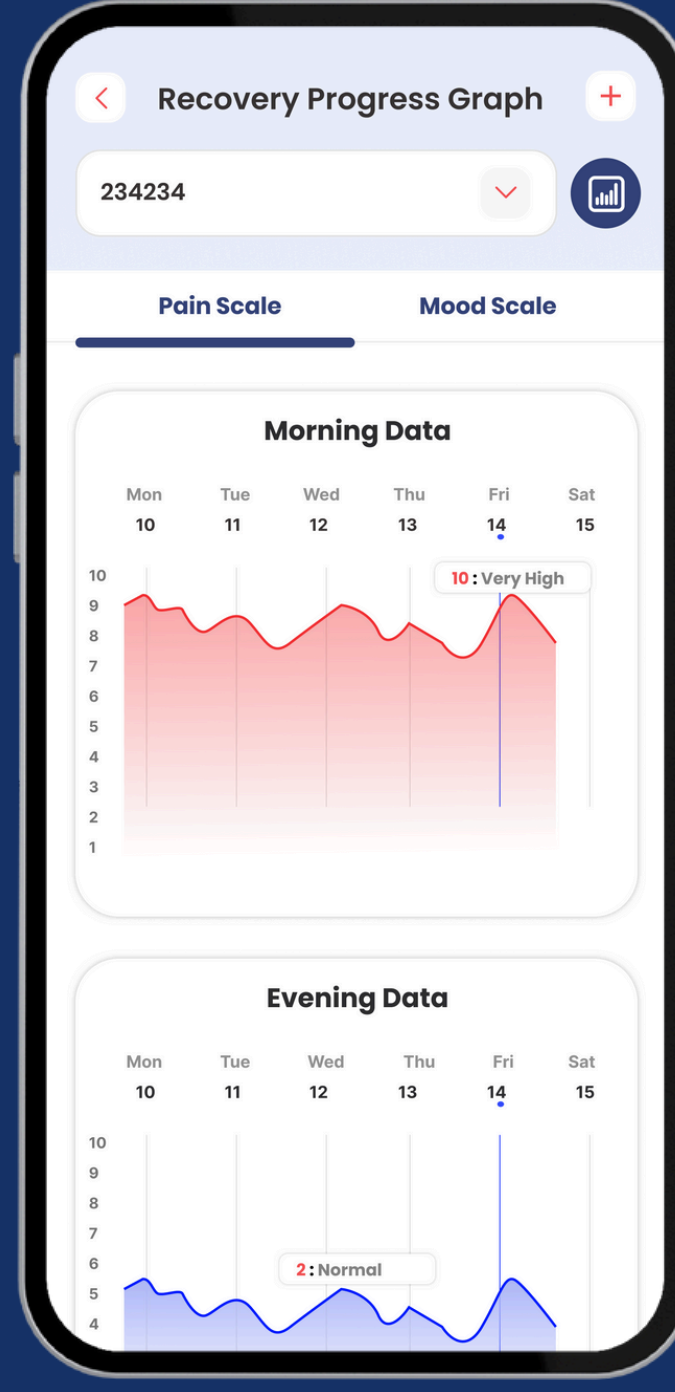 Recovery Progress Graph
234234
Pain Scale Mood Scale
Morning Data
Mon Tue Wed Thu Fri Sat
10 11 12 13 14 15
10
10 : Very High
9
8
7
6
5
4
3
2
1
Evening Data
Mon Tue Wed Thu Fri Sat
10 11 12 13 14 15
10
9
8
7
6
2 : Normal
5
4